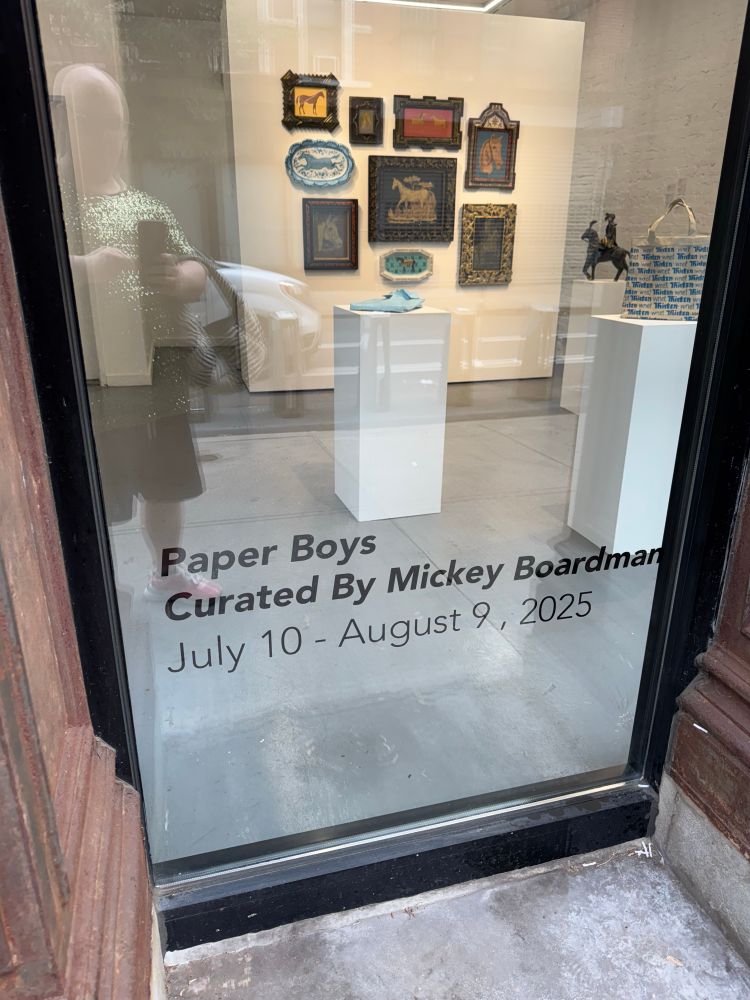 Paper Boys
Curated By Mickey Boardman
July 10 - August 9, 2025